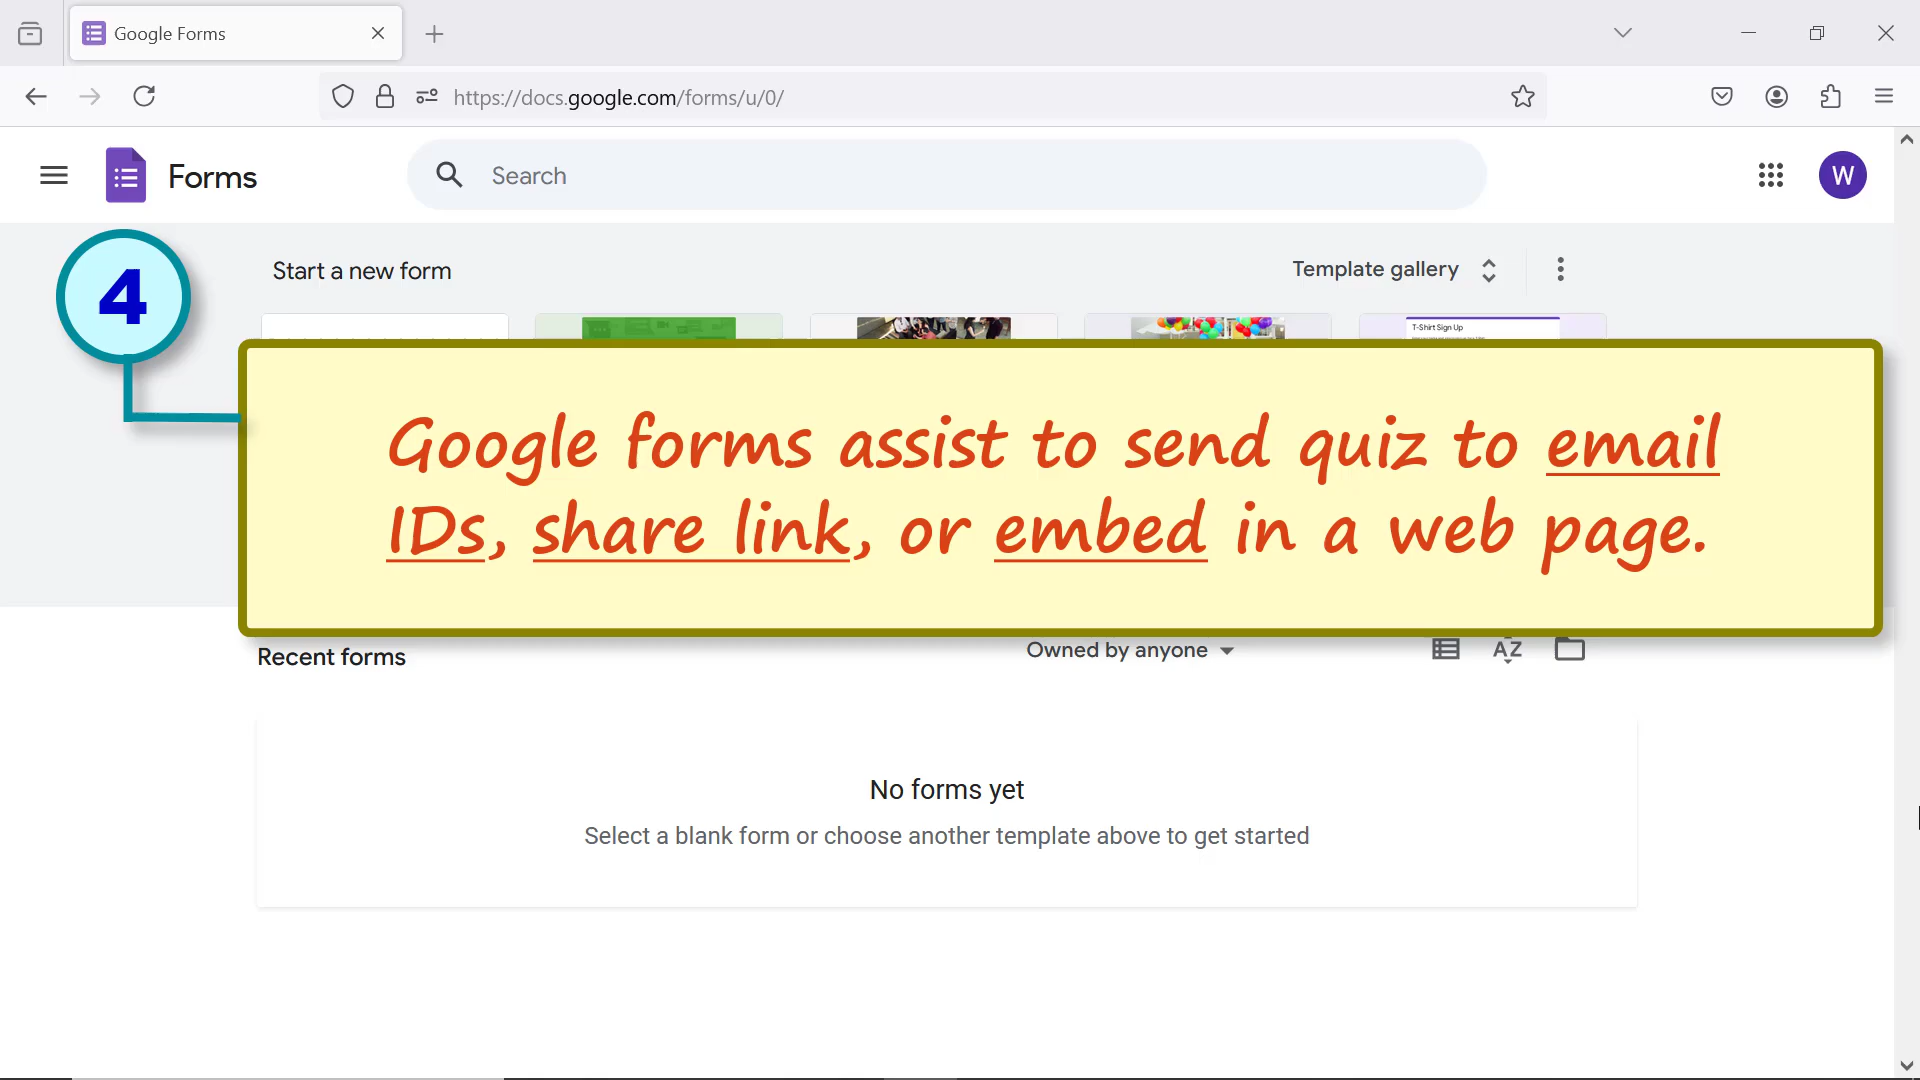 Google Forms
https://docs.google.com/forms/u/0/
Forms
Search
W
4
Start a new form
Template gallery
T-Shirt Sign Up
Google forms assist to send quiz to email
IDs, share link, or embed in a web page.
Recent forms
Owned by anyone
AZ
No forms yet
Select a blank form or choose another template above to get started